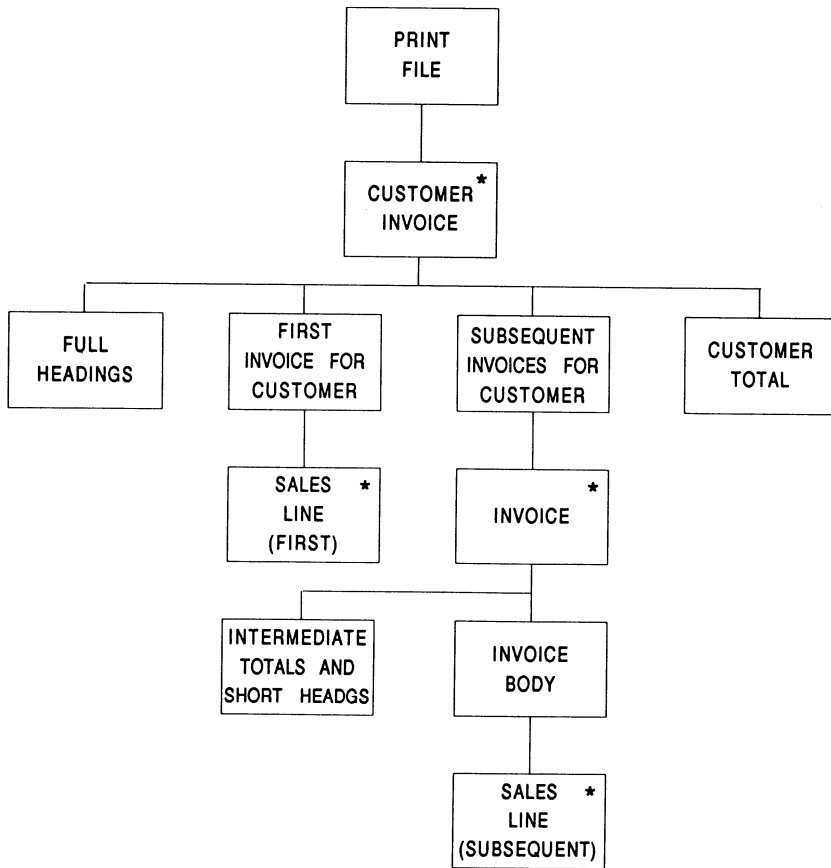 PRINT
FILE
CUSTOMER *
INVOICE
FULL
HEADINGS
FIRST
INVOICE FOR
CUSTOMER
SUBSEQUENT
INVOICES FOR
CUSTOMER
CUSTOMER
TOTAL
SALES *
LINE
(FIRST)
INVOICE *
INTERMEDIATE
TOTALS AND
SHORT HEADGS
INVOICE
BODY
SALES *
LINE
(SUBSEQUENT)